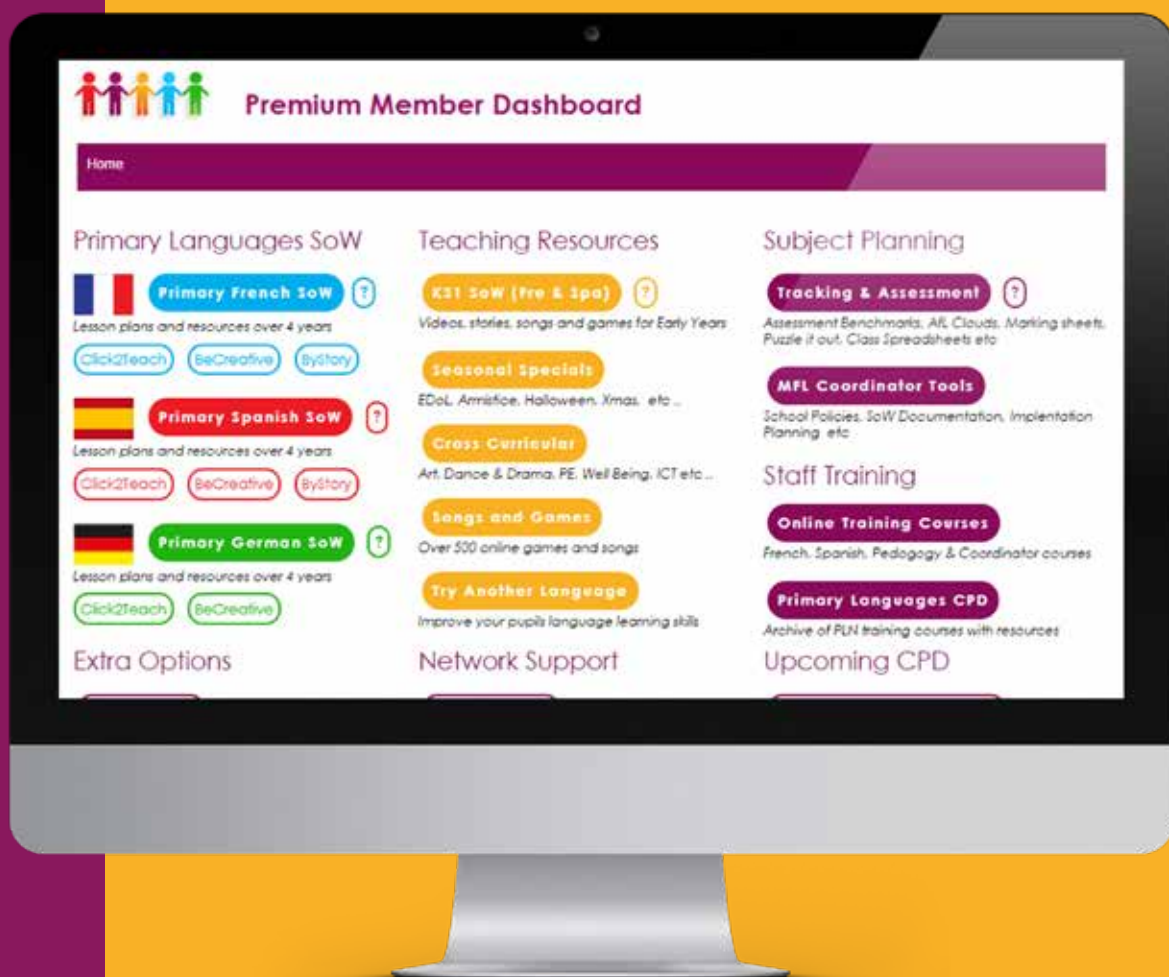 Premium Member Dashboard
Home
Primary Languages SoW
Primary French SoW ?
Lesson plans and resources over 4 years
Click2Teach BeCreative ByStory
Primary Spanish SoW ?
Lesson plans and resources over 4 years
Click2Teach BeCreative ByStory
Primary German SoW ?
Lesson plans and resources over 4 years
Click2Teach BeCreative
Extra Options
Teaching Resources
KS1 SoW (Fre & Spa) ?
Videos, stories, songs and games for Early Years
Seasonal Specials
EDoL, Armistice, Halloween, Xmas, etc ..
Cross Curricular
Art, Dance & Drama, PE, Well Being, ICT etc ..
Songs and Games
Over 500 online games and songs
Try Another Language
Improve your pupils language learning skills
Network Support
Subject Planning
Tracking & Assessment ?
Assessment Benchmarks, AfL Clouds, Marking sheets,
Puzzle it out, Class Spreadsheets etc
MFL Coordinator Tools
School Policies, SoW Documentation, Implentation
Planning etc
Staff Training
Online Training Courses
French, Spanish, Pedogogy & Coordinator courses
Primary Languages CPD
Archive of PLN training courses with resources
Upcoming CPD